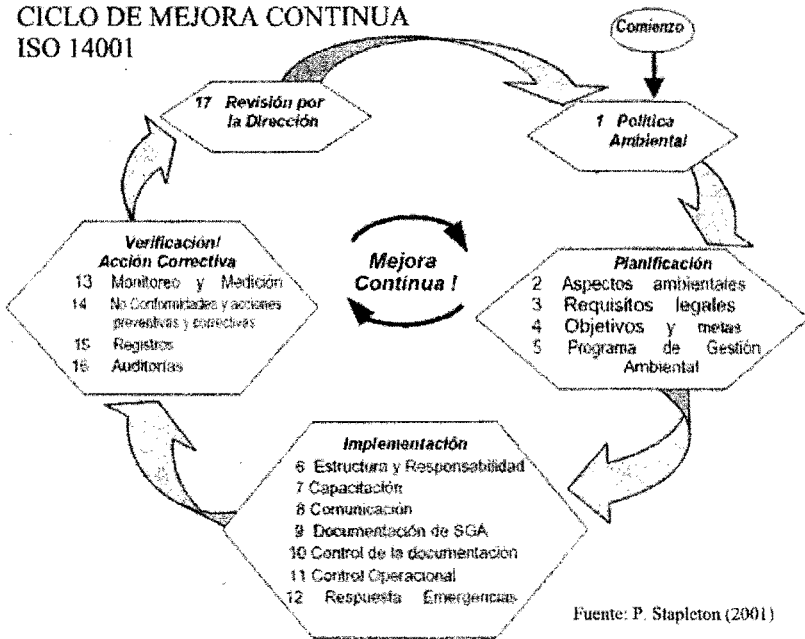 CICLO DE MEJORA CONTINUA
ISO 14001
Comienzo
1 Política
Ambiental
Planificación
2 Aspectos ambientales
3 Requisitos legales
4 Objetivos y metas
5 Programa de Gestión
Ambiental
Implementación
6 Estructura y Responsabilidad
7 Capacitación
8 Comunicación
9 Documentación de SGA
10 Control de la documentación
11 Control Operacional
12 Respuesta Emergencias
Verificación/
Acción Correctiva
13 Monitoreo y Medición
14 No Conformidades y acciones
preventivas y correctivas
15 Registros
16 Auditorías
17 Revisión por
la Dirección
Mejora
Contínua !
Fuente: P. Stapleton (2001)